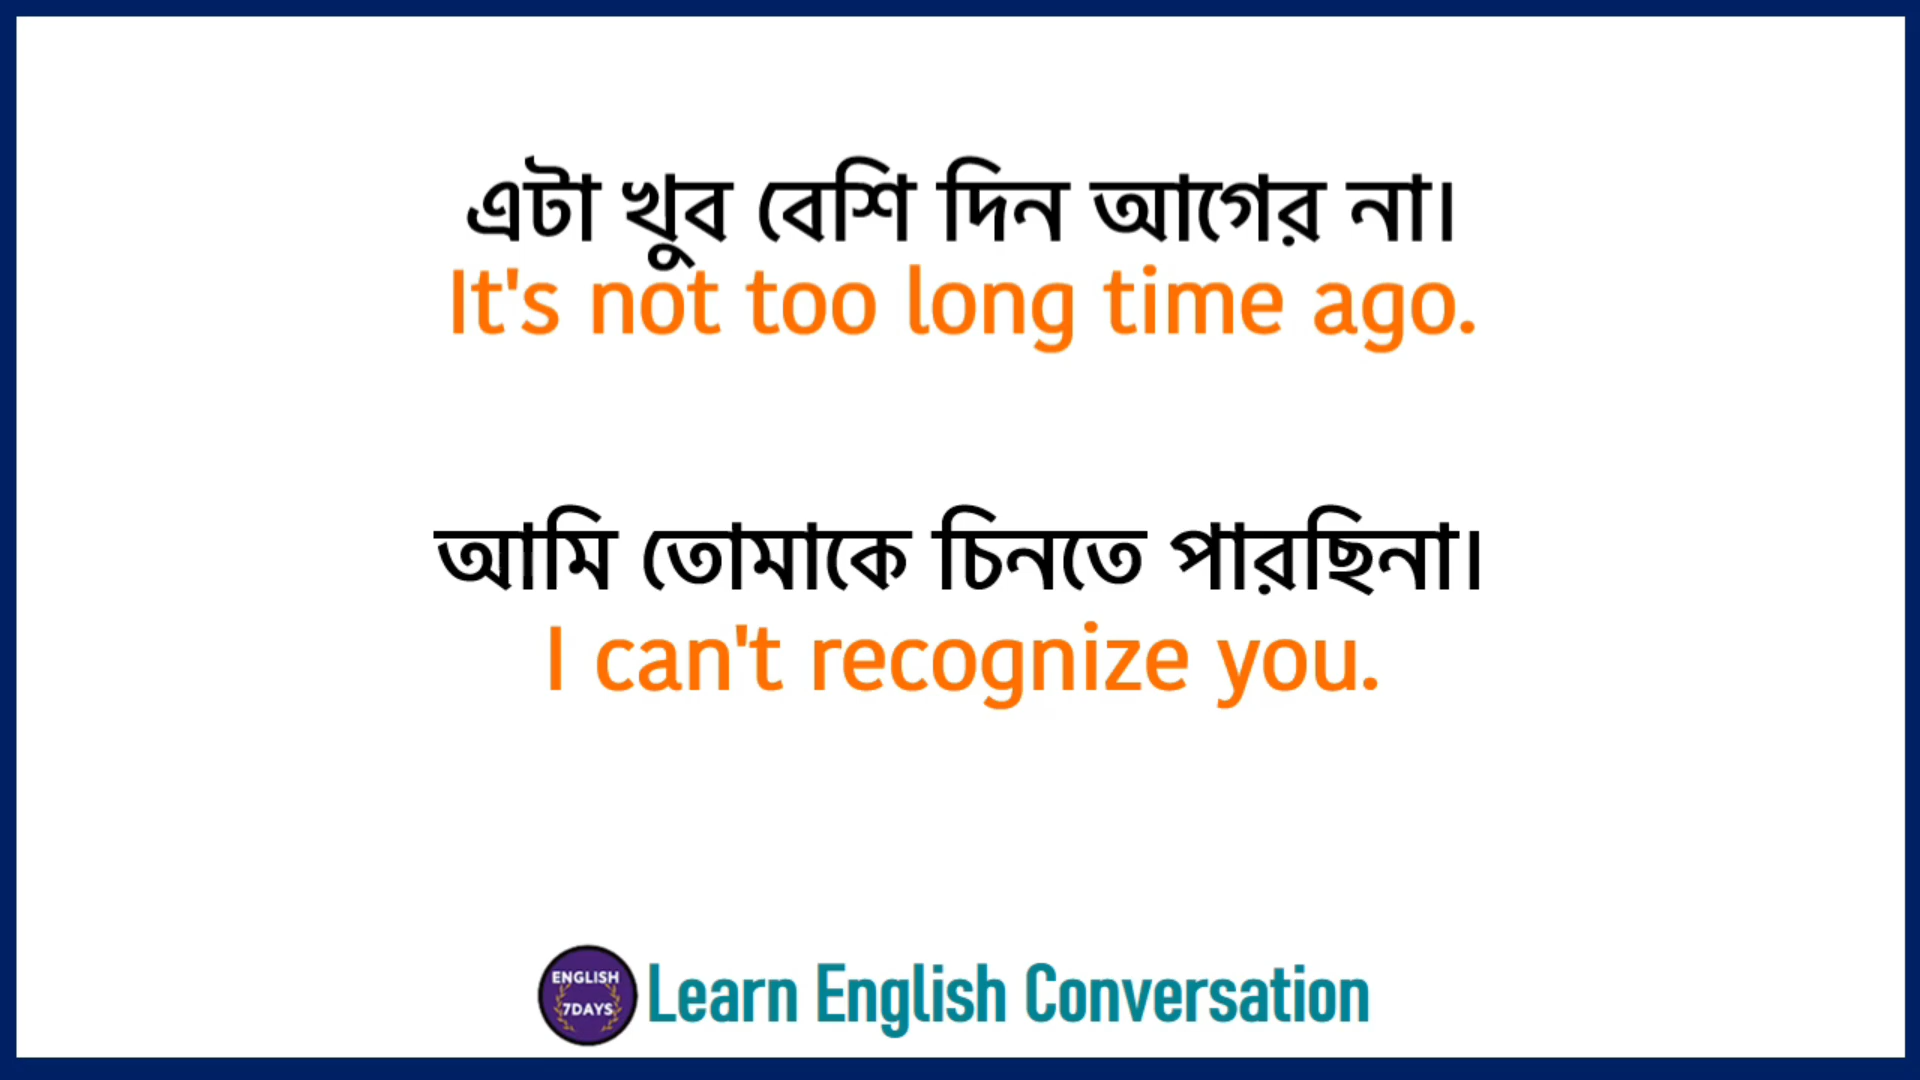 এটা খুব বেশি দিন আগের না।
It's not too long time ago.
আমি তোমাকে চিনতে পারছিনা।
I can't recognize you.
ENGLISH
7DAYS
Learn English Conversation